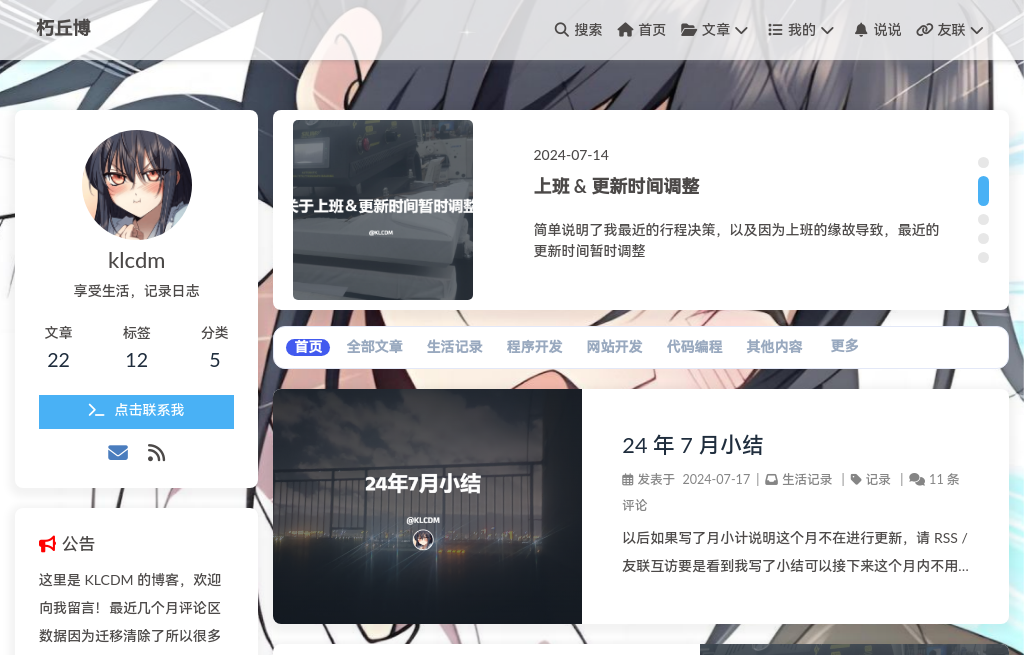 朽丘博
搜索 首页 文章 我的 说说 友联
klcdm
享受生活，记录日志
文章 标签 分类
22 12 5
点击联系我
公告
这里是 KLCDM 的博客，欢迎
向我留言！最近几个月评论区
数据因为迁移清除了所以很多
关于上班＆更新时间暂时调整
@KLCDM
2024-07-14
上班 & 更新时间调整
简单说明了我最近的行程决策，以及因为上班的缘故导致，最近的
更新时间暂时调整
首页 全部文章 生活记录 程序开发 网站开发 代码编程 其他内容 更多
24年7月小结
@KLCDM
24 年 7 月小结
发表于 2024-07-17 | 生活记录 | 记录 | 11 条
评论
以后如果写了月小计说明这个月不在进行更新，请 RSS /
友联互访要是看到我写了小结可以接下来这个月内不用...